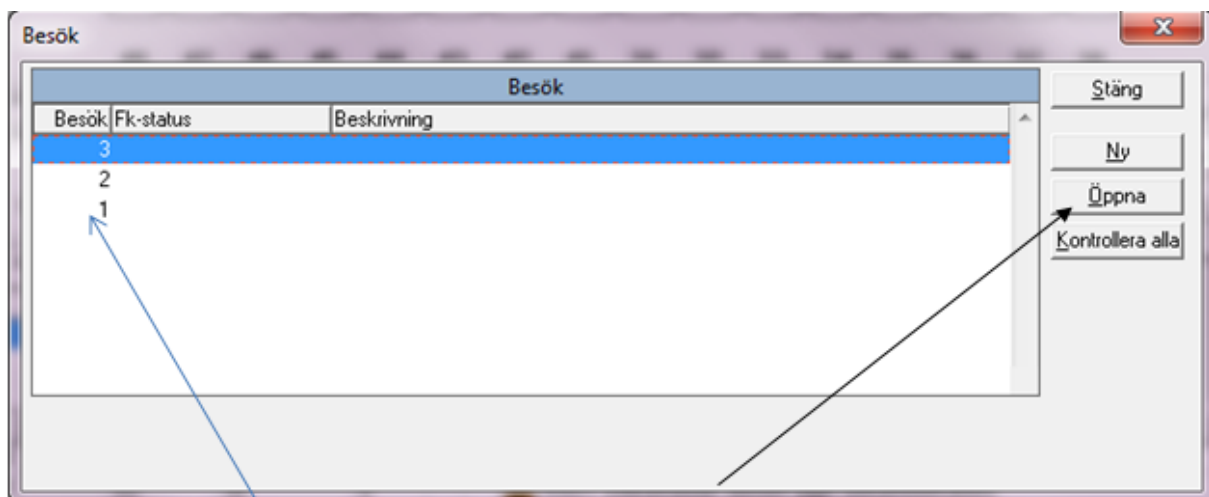 Besök
Besök
Besök Fk-status Beskrivning
3
2
1
Stäng
Ny
Öppna
Kontrollera alla